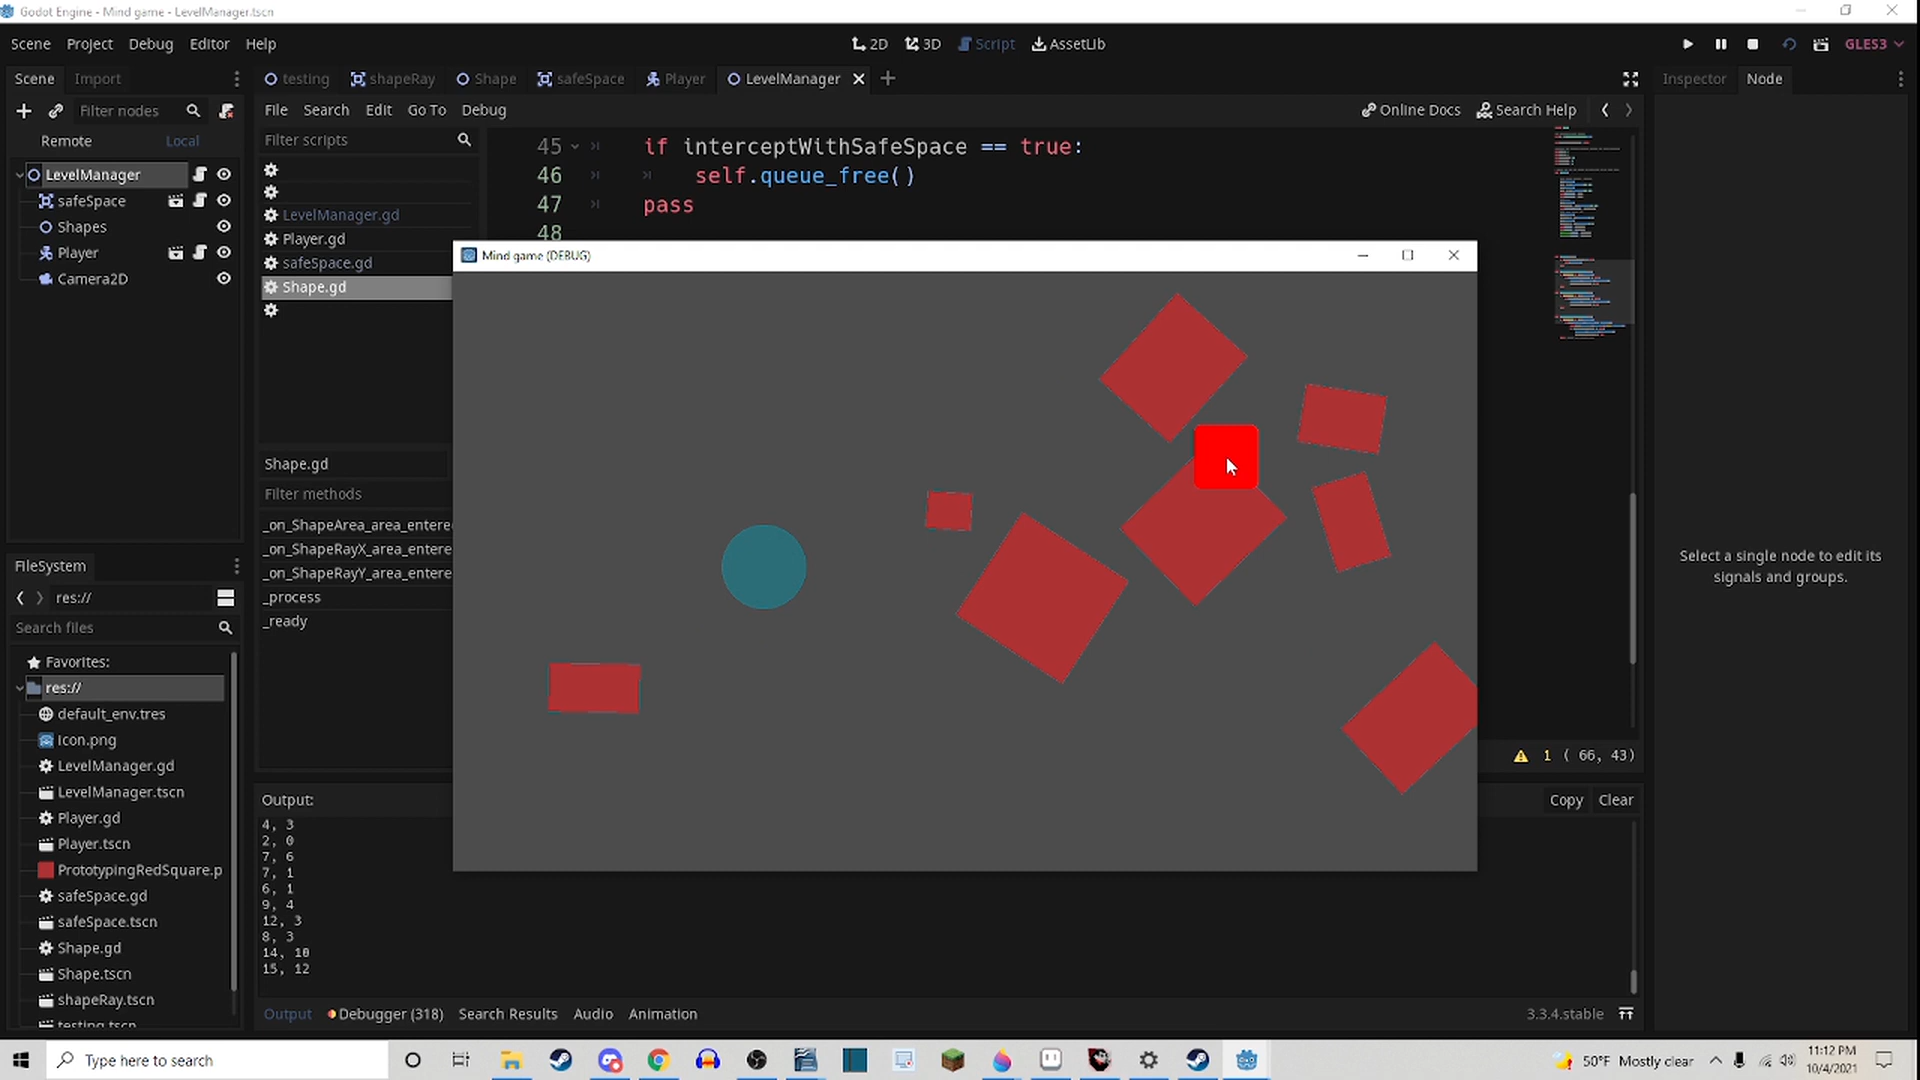 Godot Engine - Mind game - LevelManager.tscn
Scene Project Debug Editor Help
2D 3D Script AssetLib
GLES3
Scene Import
testing shapeRay Shape safeSpace Player LevelManager
Inspector Node
Filter nodes
File Search Edit Go To Debug
Online Docs Search Help
Remote Local
Filter scripts
LevelManager
safeSpace
Shapes
Player
Camera2D
LevelManager.gd
Player.gd
safeSpace.gd
Shape.gd
45 if interceptWithSafeSpace == true:
46 self.queue_free()
47 pass
48
Mind game (DEBUG)
Shape.gd
Filter methods
_on_ShapeArea_area_entere
_on_ShapeRayX_area_entere
_on_ShapeRayY_area_entere
_process
_ready
Select a single node to edit its
signals and groups.
FileSystem
res://
Search files
Favorites:
res://
default_env.tres
icon.png
LevelManager.gd
LevelManager.tscn
Player.gd
Player.tscn
PrototypingRedSquare.p
safeSpace.gd
safeSpace.tscn
Shape.gd
Shape.tscn
shapeRay.tscn
testing.tscn
1 ( 66, 43)
Output:
Copy Clear
4, 3
2, 0
7, 6
7, 1
6, 1
9, 4
12, 3
8, 3
14, 10
15, 12
Output Debugger (318) Search Results Audio Animation
3.3.4.stable
Type here to search
50°F Mostly clear
11:12 PM
10/4/2021